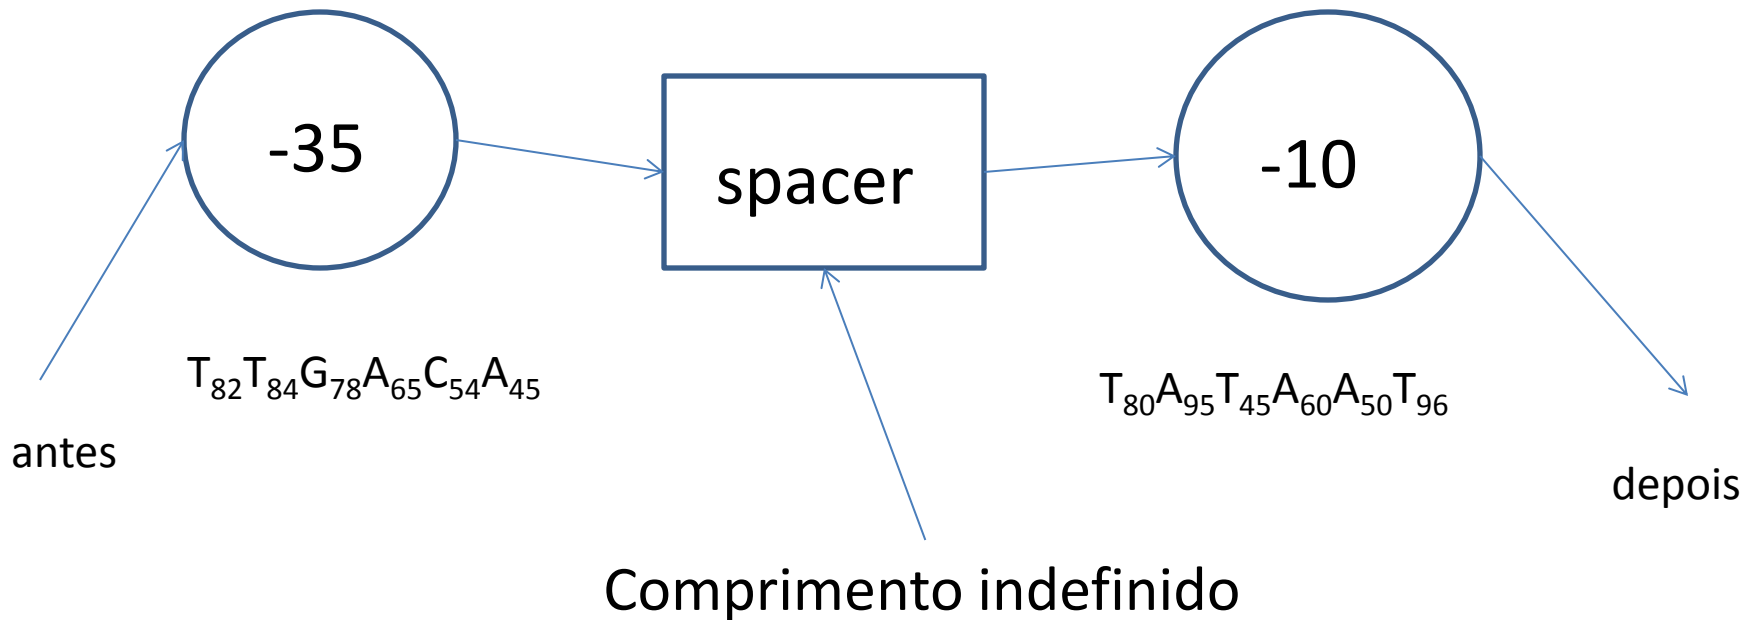 -35
spacer
-10
T₈₂T₈₄G₇₈A₆₅C₅₄A₄₅
T₈₀A₉₅T₄₅A₆₀A₅₀T₉₆
antes
depois
Comprimento indefinido